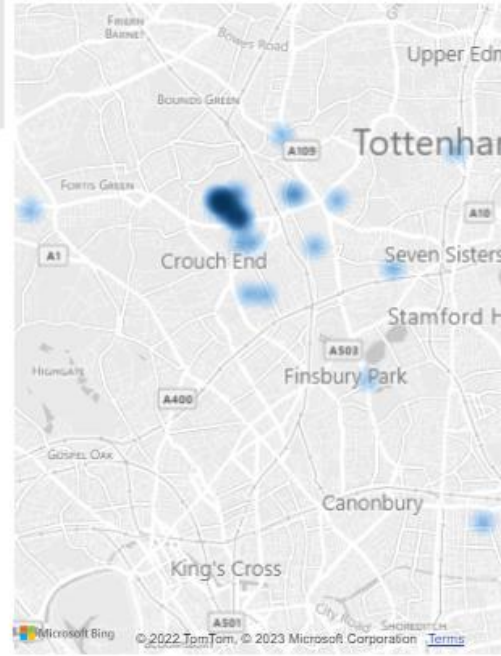 FRIERN
BARNET
Bowes Road
Upper Edm
BOUNDS GREEN
A109
Tottenha
FORTIS GREEN
A10
A1
Crouch End
Seven Sisters
Stamford H
A503
HIGHGATE
Finsbury Park
A400
GOSPEL OAK
Canonbury
King's Cross
A501
City Road
SHOREDITCH
Microsoft Bing
© 2022 TomTom, © 2023 Microsoft Corporation
Terms